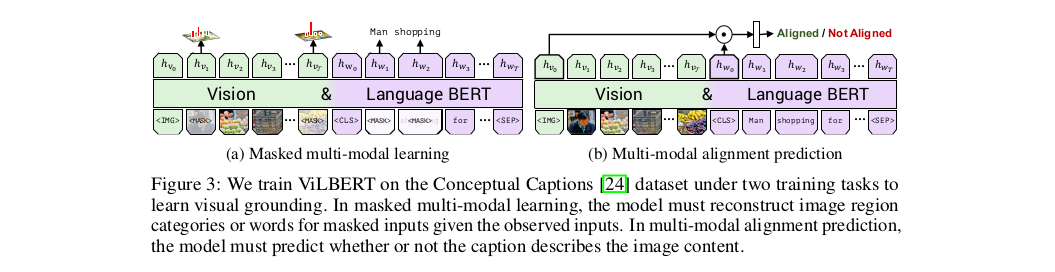 Man shopping
Aligned / Not Aligned
h_{v_0} h_{v_1} h_{v_2} h_{v_3} ··· h_{v_𝒯} h_{w_0} h_{w_1} h_{w_2} h_{w_3} ··· h_{w_T}
h_{v_0} h_{v_1} h_{v_2} h_{v_3} ··· h_{v_𝒯} h_{w_0} h_{w_1} h_{w_2} h_{w_3} ··· h_{w_T}
Vision & Language BERT
Vision & Language BERT
<IMG> <MASK> ··· <MASK> <CLS> <MASK> <MASK> for ··· <SEP>
<IMG> ··· <CLS> Man shopping for ··· <SEP>
(a) Masked multi-modal learning
(b) Multi-modal alignment prediction
Figure 3: We train ViLBERT on the Conceptual Captions [24] dataset under two training tasks to
learn visual grounding. In masked multi-modal learning, the model must reconstruct image region
categories or words for masked inputs given the observed inputs. In multi-modal alignment prediction,
the model must predict whether or not the caption describes the image content.